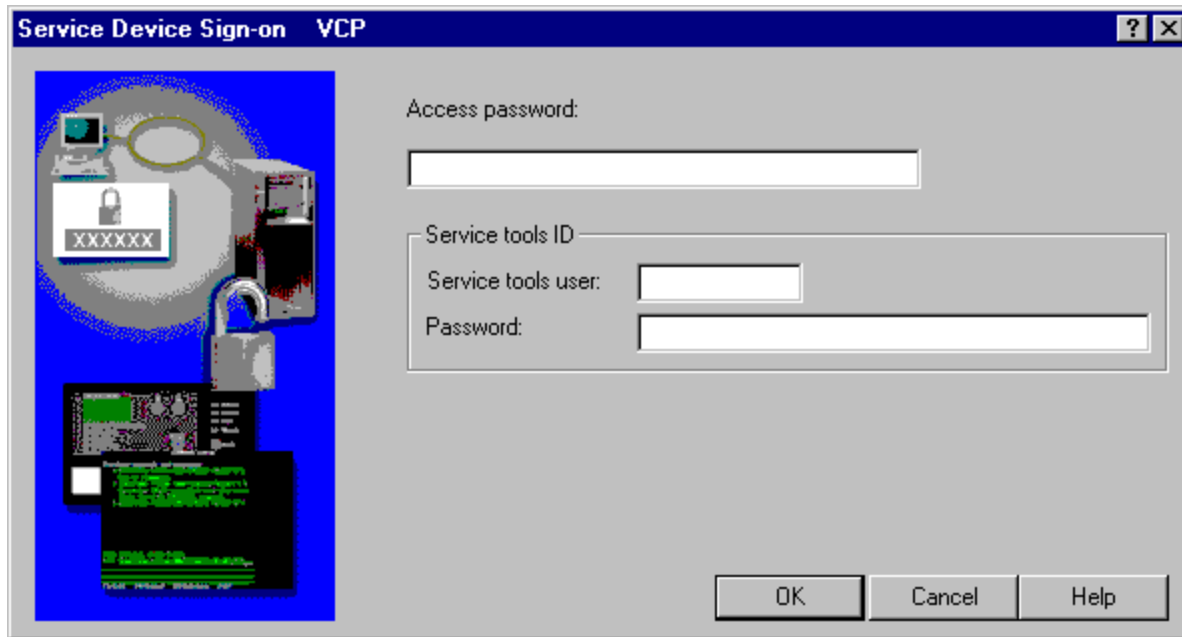 Service Device Sign-on VCP
Access password:
XXXXXX
Service tools ID
Service tools user:
Password:
OK Cancel Help